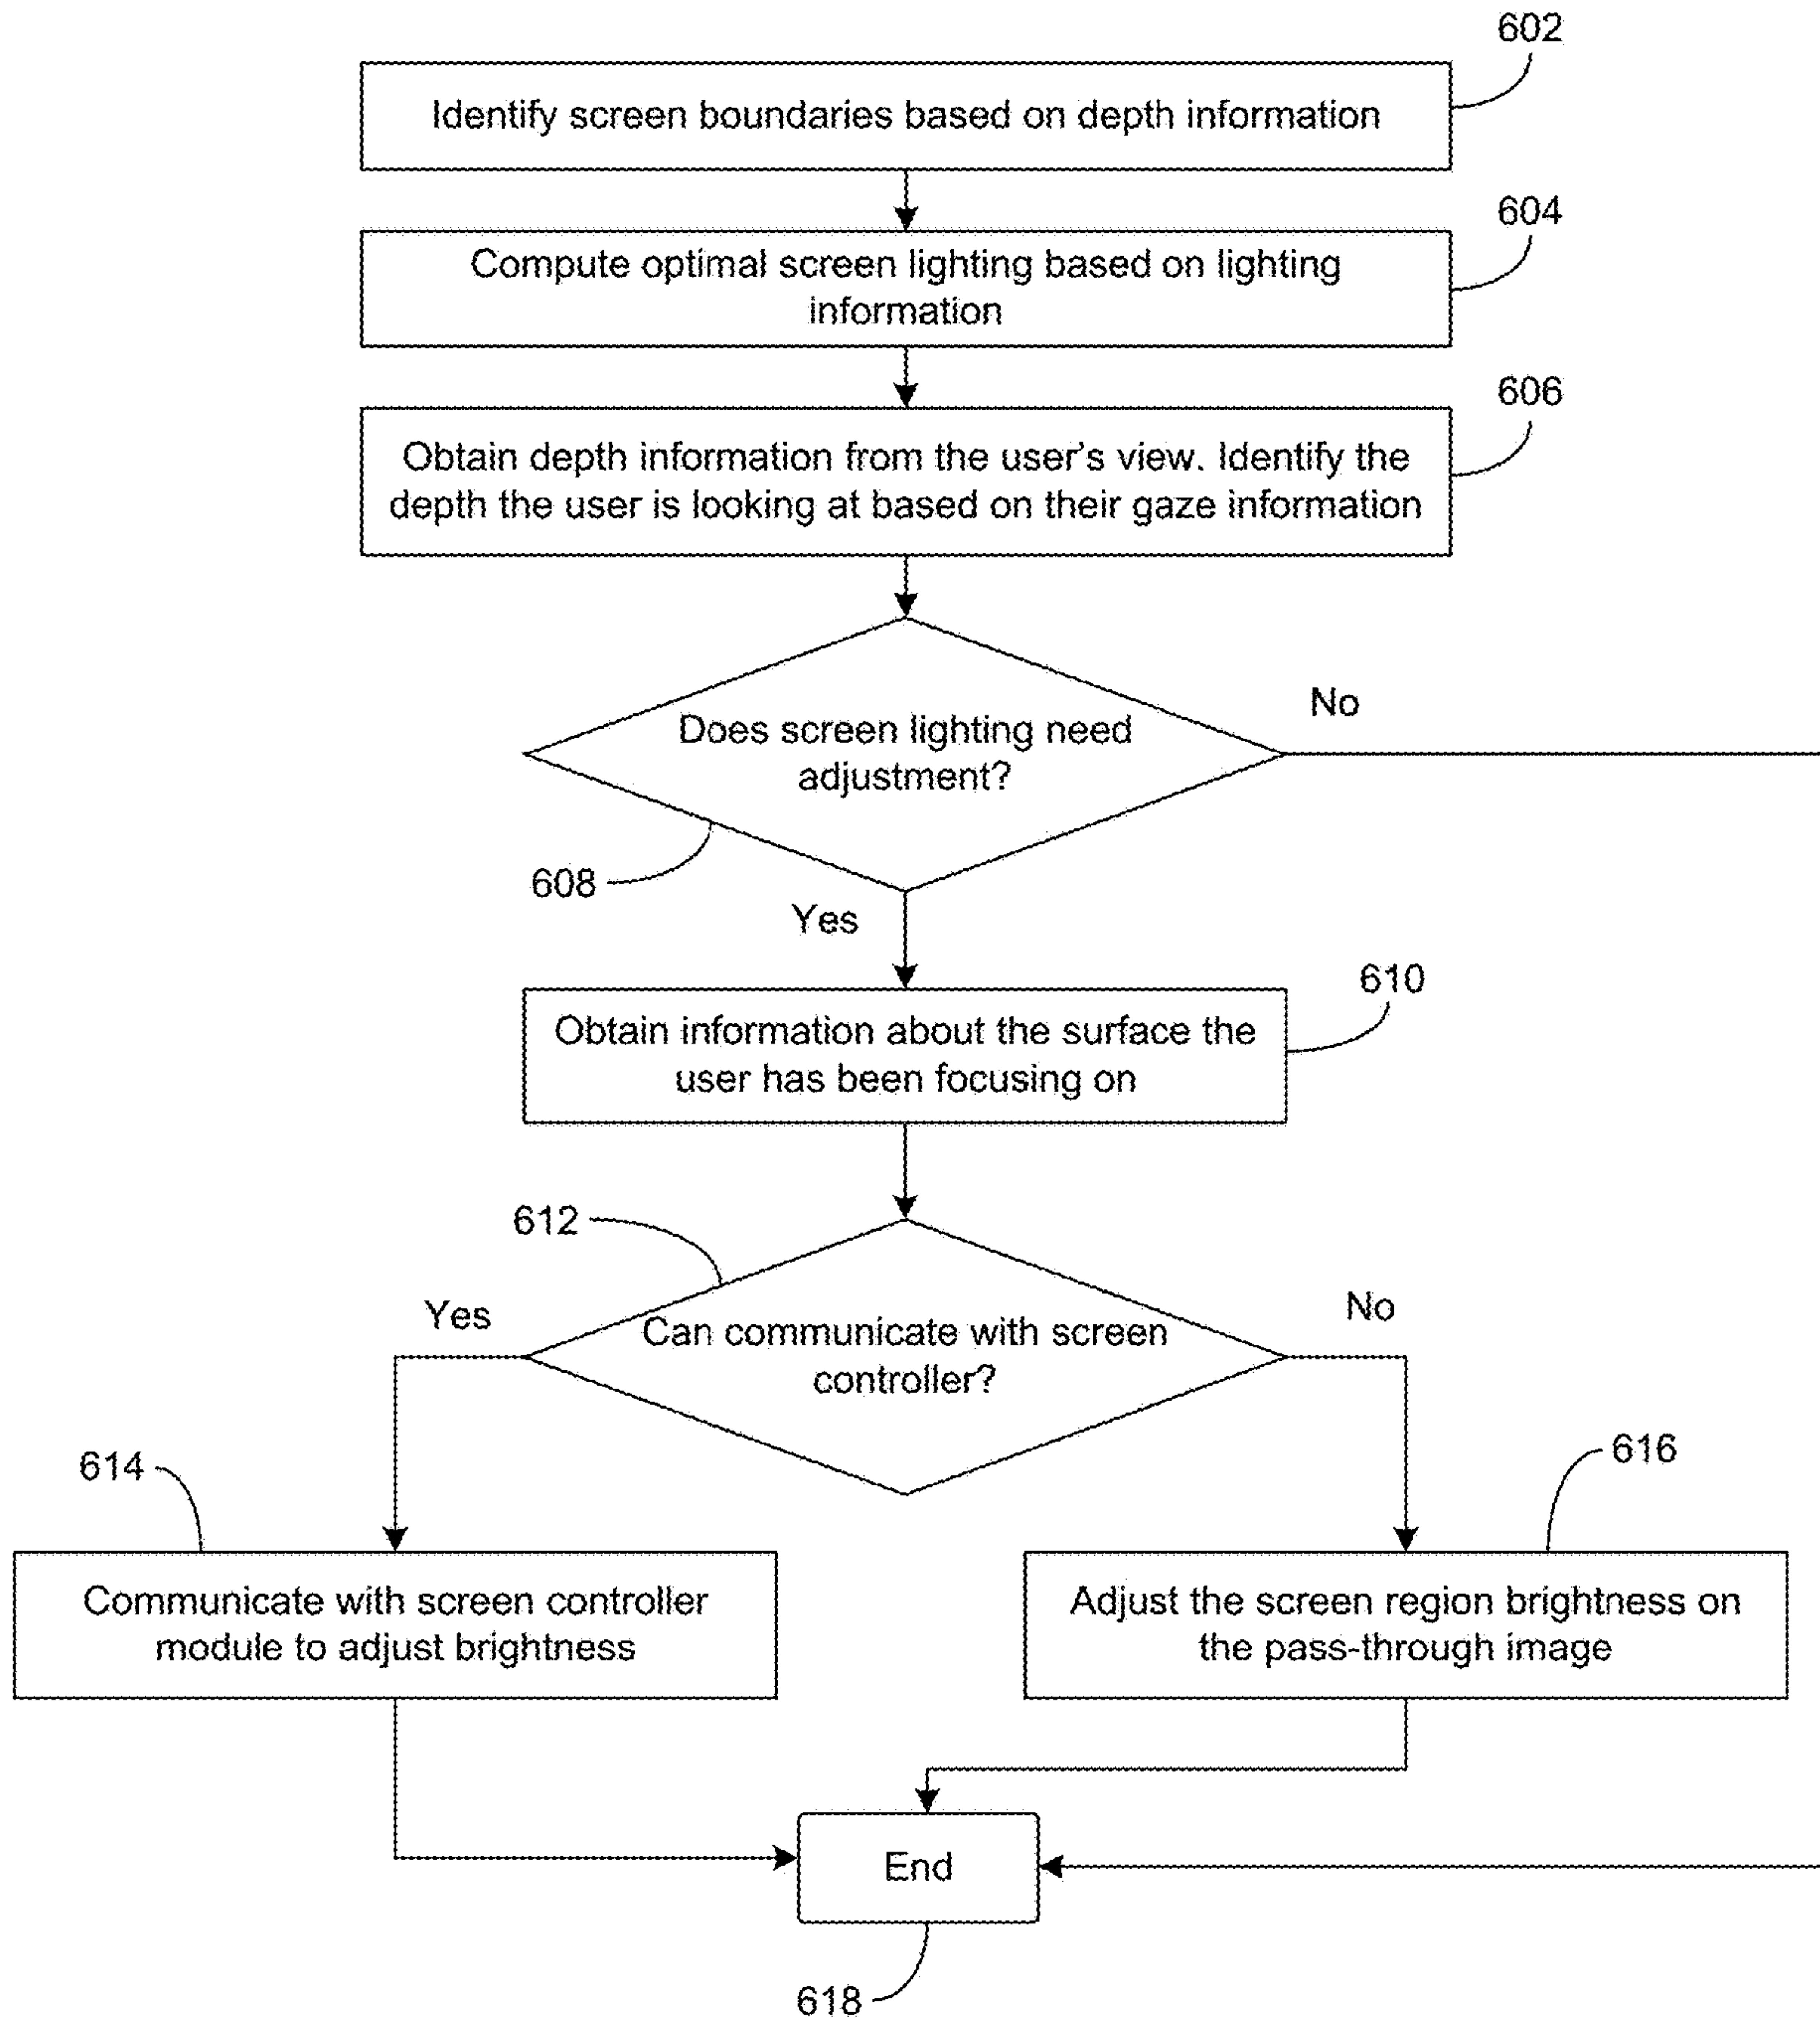 602
Identify screen boundaries based on depth information
604
Compute optimal screen lighting based on lighting
information
606
Obtain depth information from the user's view. Identify the
depth the user is looking at based on their gaze information
No
Does screen lighting need
adjustment?
608
Yes
610
Obtain information about the surface the
user has been focusing on
612
Yes
No
Can communicate with screen
controller?
614
616
Communicate with screen controller
module to adjust brightness
Adjust the screen region brightness on
the pass-through image
End
618